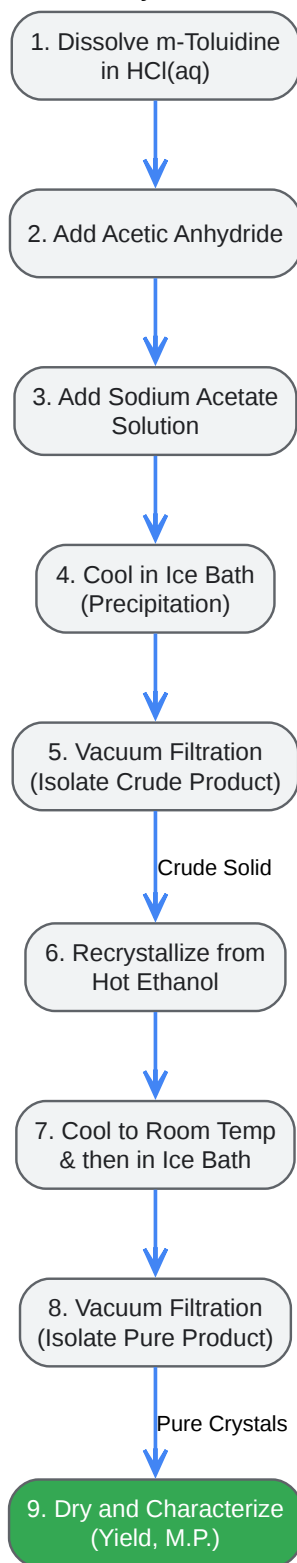 1. Dissolve m-Toluidine
in HCl(aq)
2. Add Acetic Anhydride
3. Add Sodium Acetate
Solution
4. Cool in Ice Bath
(Precipitation)
5. Vacuum Filtration
(Isolate Crude Product)
Crude Solid
6. Recrystallize from
Hot Ethanol
7. Cool to Room Temp
& then in Ice Bath
8. Vacuum Filtration
(Isolate Pure Product)
Pure Crystals
9. Dry and Characterize
(Yield, M.P.)